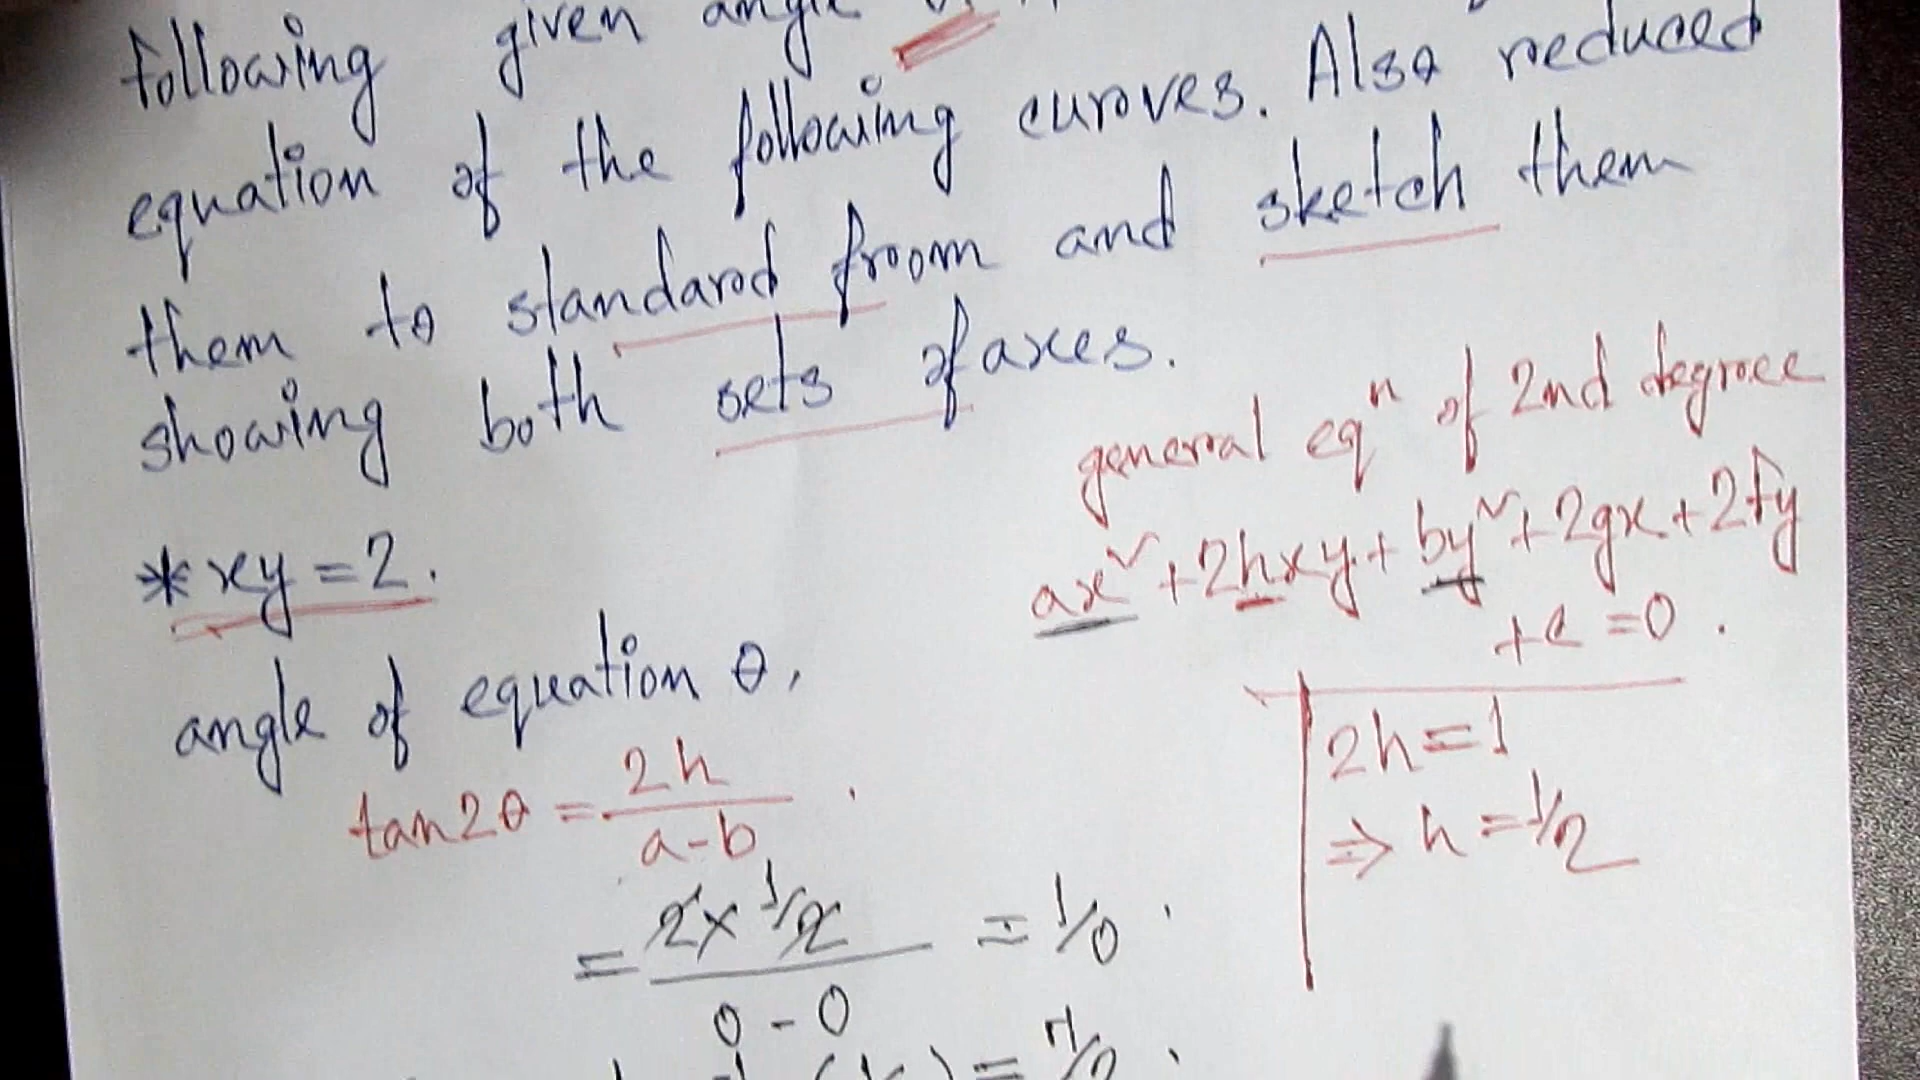 following given angle
equation of the following curves. Also reduced
them to standard from and sketch them
showing both sets of axes.
general eqⁿ of 2nd degree
ax² + 2hxy + by² + 2gx + 2fy
+ c = 0.
* xy = 2.
angle of equation θ,
2h = 1
⇒ h = 1/2
tan2θ = 2h / a-b.
= 2 x 1/2 / 0 - 0 = 1/0.
= π/2.